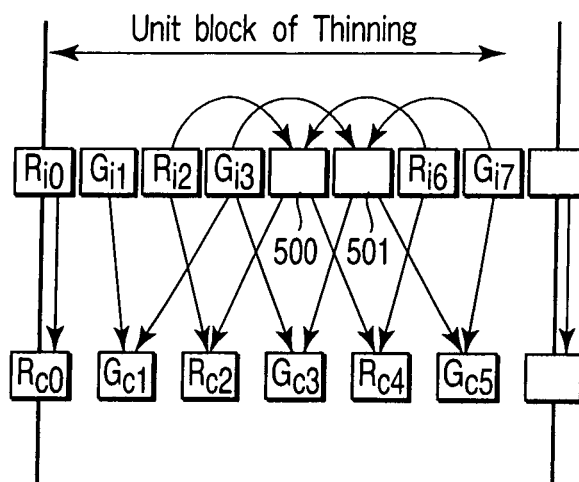 Unit block of Thinning
Ri0 Gi1 Ri2 Gi3 Ri6 Gi7
500 501
Rc0 Gc1 Rc2 Gc3 Rc4 Gc5